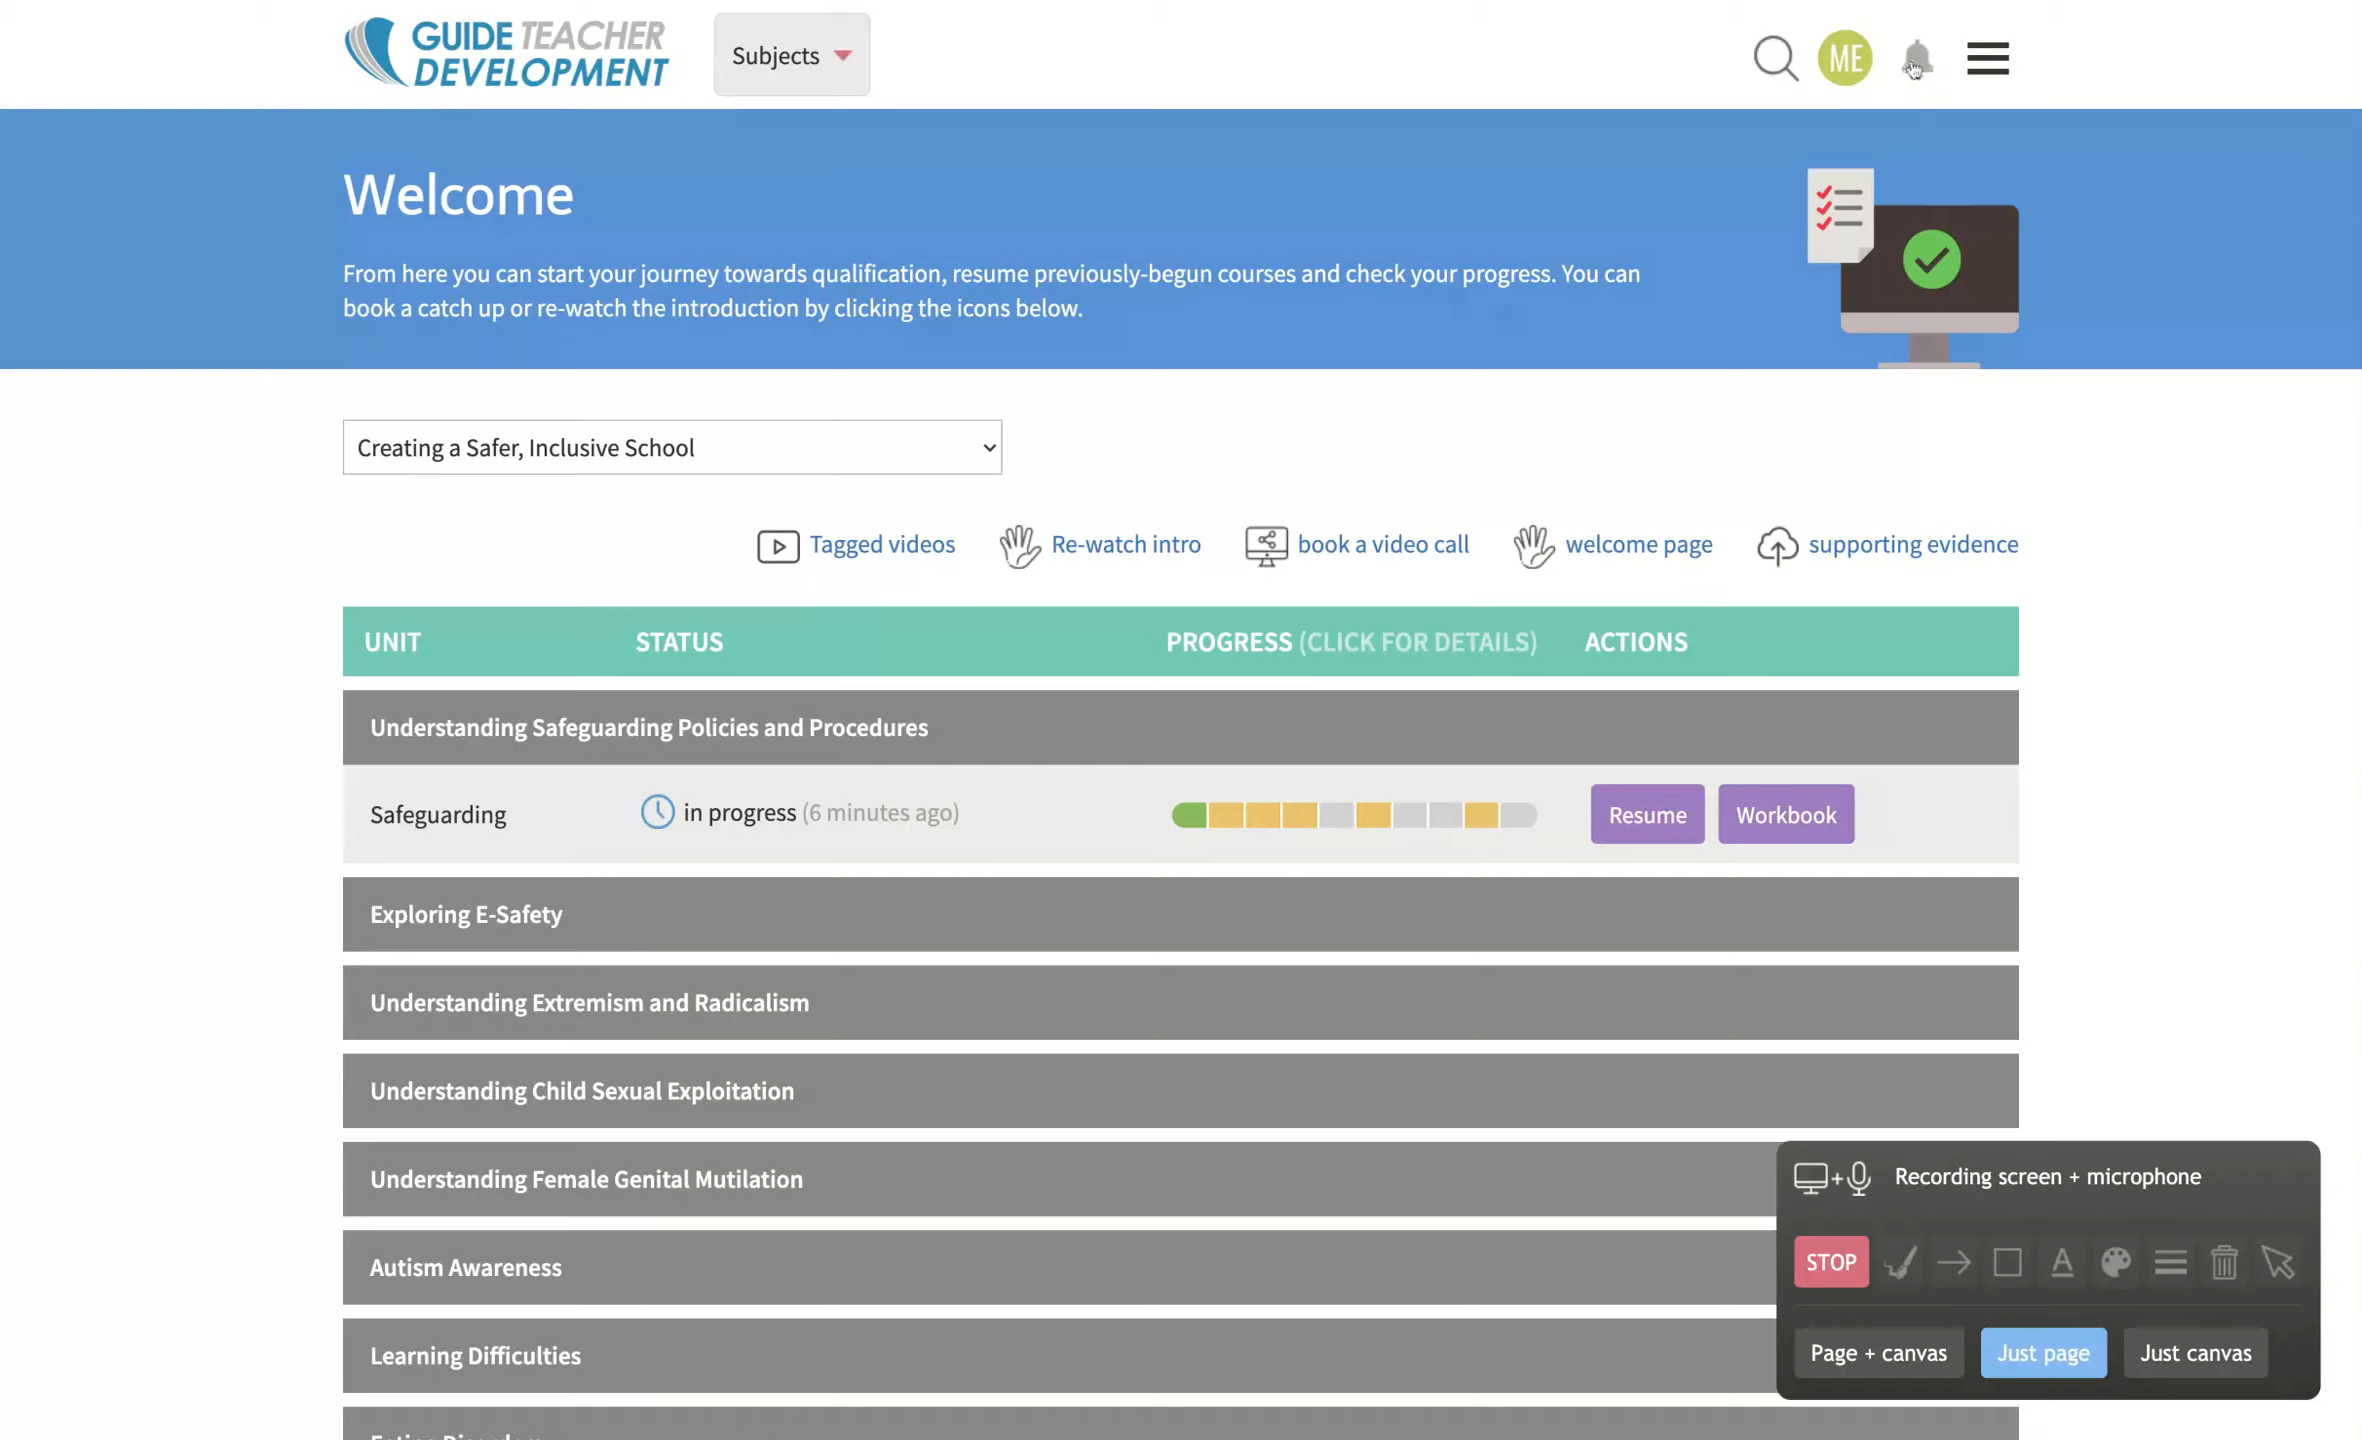 GUIDE TEACHER
DEVELOPMENT
Subjects
ME
Welcome
From here you can start your journey towards qualification, resume previously-begun courses and check your progress. You can
book a catch up or re-watch the introduction by clicking the icons below.
Creating a Safer, Inclusive School
Tagged videos
Re-watch intro
book a video call
welcome page
supporting evidence
UNIT STATUS PROGRESS (CLICK FOR DETAILS) ACTIONS
Understanding Safeguarding Policies and Procedures
Safeguarding in progress (6 minutes ago) Resume Workbook
Exploring E-Safety
Understanding Extremism and Radicalism
Understanding Child Sexual Exploitation
Understanding Female Genital Mutilation
Autism Awareness
Learning Difficulties
Recording screen + microphone
STOP
A
Page + canvas Just page Just canvas